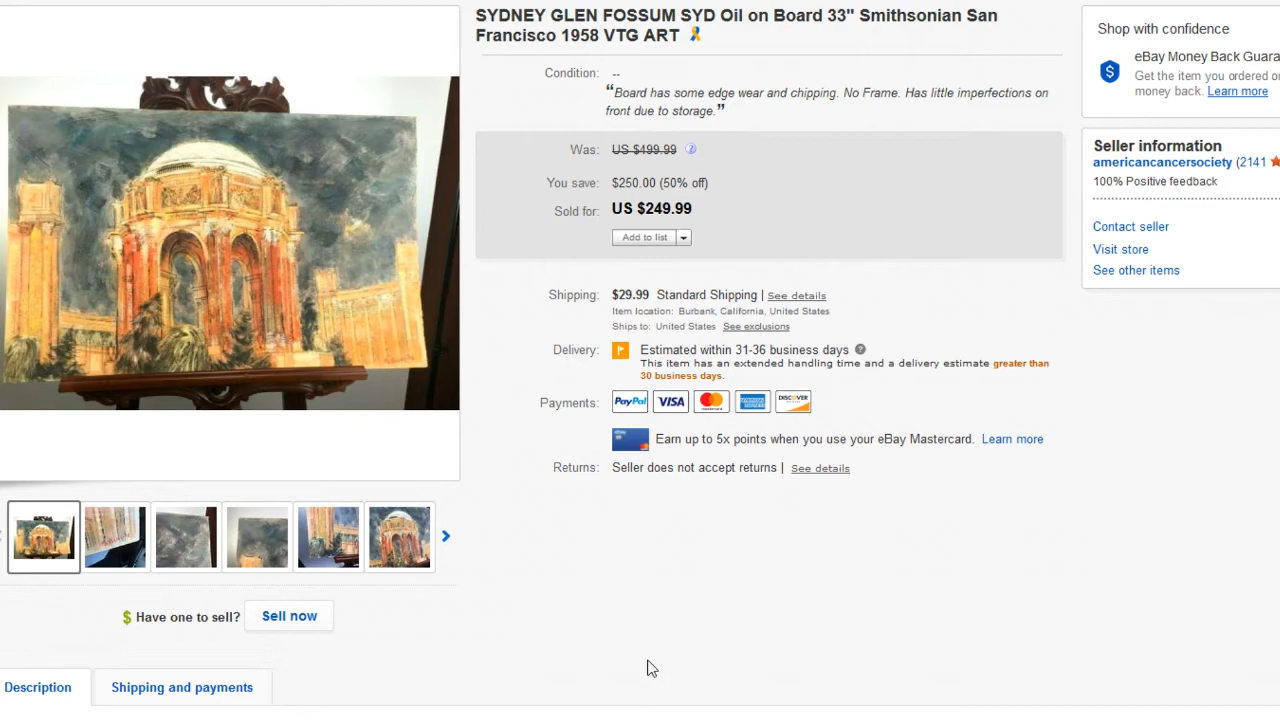 SYDNEY GLEN FOSSUM SYD Oil on Board 33" Smithsonian San
Francisco 1958 VTG ART
Condition: --
“Board has some edge wear and chipping. No Frame. Has little imperfections on
front due to storage.”
Was: US $499.99
You save: $250.00 (50% off)
Sold for: US $249.99
Add to list
Shipping: $29.99 Standard Shipping | See details
Item location: Burbank, California, United States
Ships to: United States See exclusions
Delivery: Estimated within 31-36 business days
This item has an extended handling time and a delivery estimate greater than
30 business days.
Payments: PayPal VISA mastercard AMERICAN EXPRESS DISCOVER
Earn up to 5x points when you use your eBay Mastercard. Learn more
Returns: Seller does not accept returns | See details
Shop with confidence
eBay Money Back Guara
Get the item you ordered or
money back. Learn more
Seller information
americancancersociety (2141
100% Positive feedback
Contact seller
Visit store
See other items
$ Have one to sell? Sell now
Description Shipping and payments